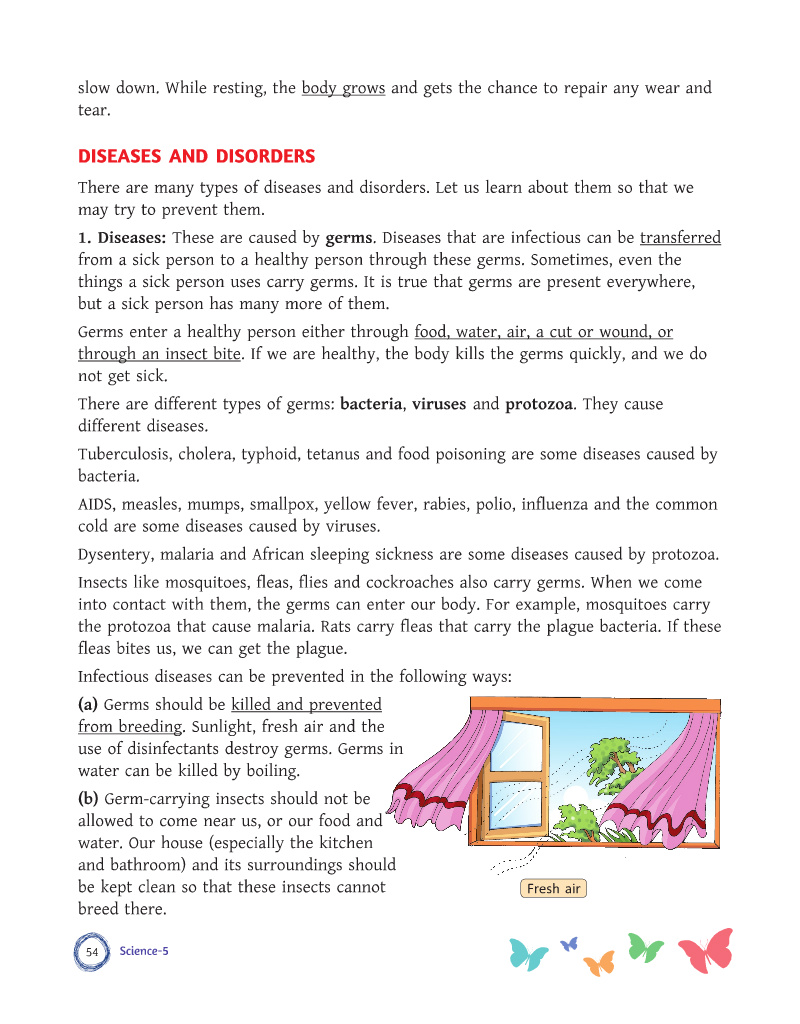 slow down. While resting, the body grows and gets the chance to repair any wear and
tear.
DISEASES AND DISORDERS
There are many types of diseases and disorders. Let us learn about them so that we
may try to prevent them.
1. Diseases: These are caused by germs. Diseases that are infectious can be transferred
from a sick person to a healthy person through these germs. Sometimes, even the
things a sick person uses carry germs. It is true that germs are present everywhere,
but a sick person has many more of them.
Germs enter a healthy person either through food, water, air, a cut or wound, or
through an insect bite. If we are healthy, the body kills the germs quickly, and we do
not get sick.
There are different types of germs: bacteria, viruses and protozoa. They cause
different diseases.
Tuberculosis, cholera, typhoid, tetanus and food poisoning are some diseases caused by
bacteria.
AIDS, measles, mumps, smallpox, yellow fever, rabies, polio, influenza and the common
cold are some diseases caused by viruses.
Dysentery, malaria and African sleeping sickness are some diseases caused by protozoa.
Insects like mosquitoes, fleas, flies and cockroaches also carry germs. When we come
into contact with them, the germs can enter our body. For example, mosquitoes carry
the protozoa that cause malaria. Rats carry fleas that carry the plague bacteria. If these
fleas bites us, we can get the plague.
Infectious diseases can be prevented in the following ways:
(a) Germs should be killed and prevented
from breeding. Sunlight, fresh air and the
use of disinfectants destroy germs. Germs in
water can be killed by boiling.
(b) Germ-carrying insects should not be
allowed to come near us, or our food and
water. Our house (especially the kitchen
and bathroom) and its surroundings should
be kept clean so that these insects cannot
breed there.
Fresh air
54 Science-5